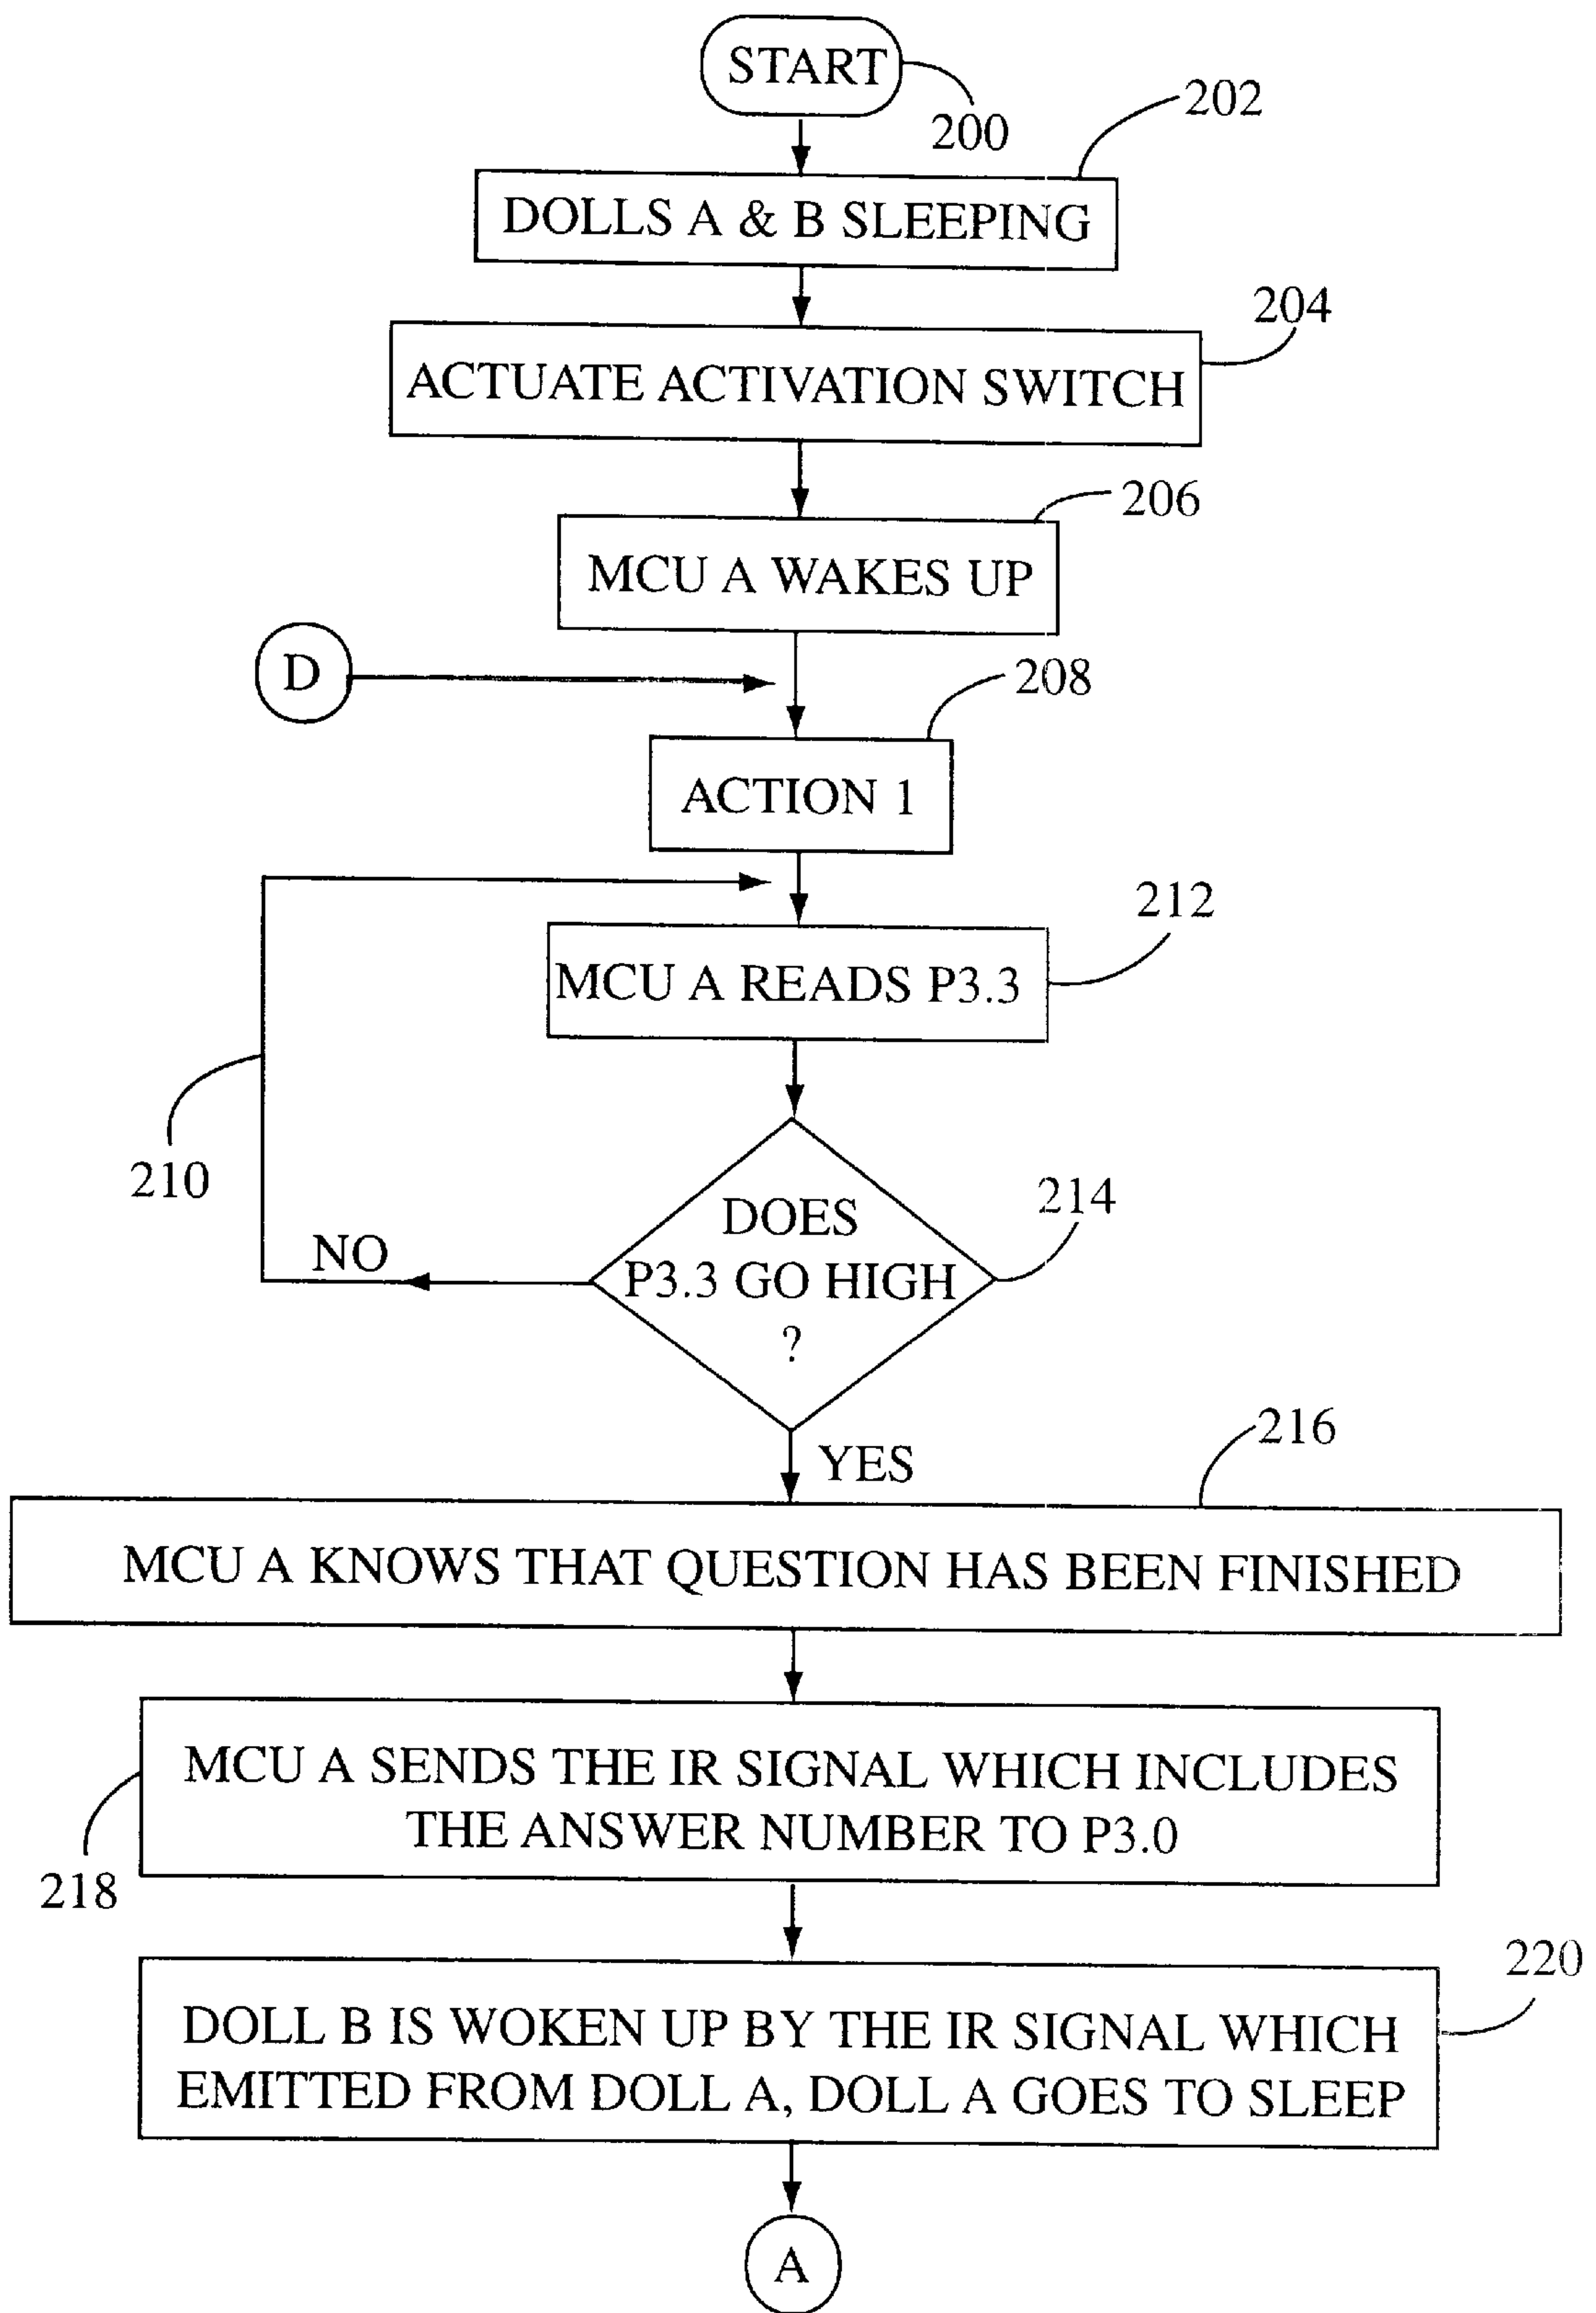 START
200
202
DOLLS A & B SLEEPING
204
ACTUATE ACTIVATION SWITCH
206
MCU A WAKES UP
D
208
ACTION 1
212
MCU A READS P3.3
210
214
DOES
P3.3 GO HIGH
?
NO
YES
216
MCU A KNOWS THAT QUESTION HAS BEEN FINISHED
MCU A SENDS THE IR SIGNAL WHICH INCLUDES
THE ANSWER NUMBER TO P3.0
218
220
DOLL B IS WOKEN UP BY THE IR SIGNAL WHICH
EMITTED FROM DOLL A, DOLL A GOES TO SLEEP
A